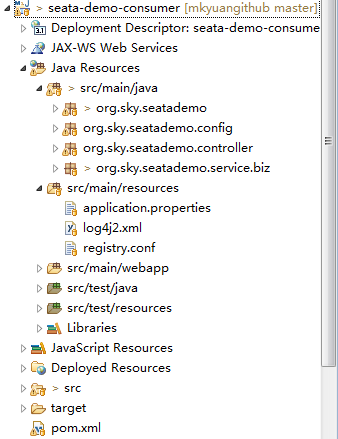 > seata-demo-consumer [mkyuangithub master]
Deployment Descriptor: seata-demo-consume
JAX-WS Web Services
Java Resources
> src/main/java
> org.sky.seatademo
org.sky.seatademo.config
org.sky.seatademo.controller
> org.sky.seatademo.service.biz
src/main/resources
application.properties
log4j2.xml
registry.conf
src/main/webapp
src/test/java
src/test/resources
Libraries
JavaScript Resources
Deployed Resources
> src
target
pom.xml